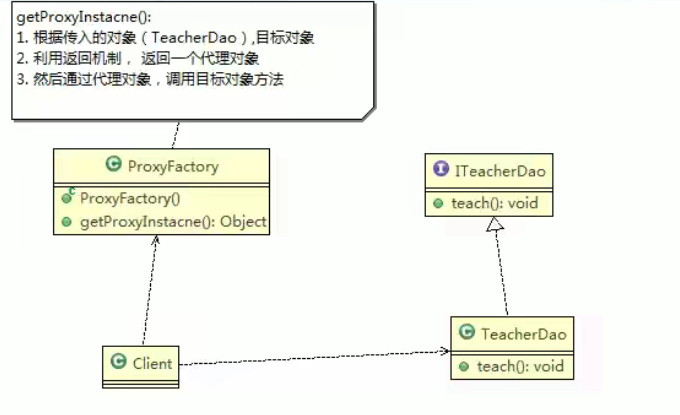 getProxyInstacne():
1. 根据传入的对象（TeacherDao）,目标对象
2. 利用返回机制， 返回一个代理对象
3. 然后通过代理对象，调用目标对象方法
C ProxyFactory
C ProxyFactory()
getProxyInstacne(): Object
I ITeacherDao
teach(): void
C TeacherDao
teach(): void
C Client